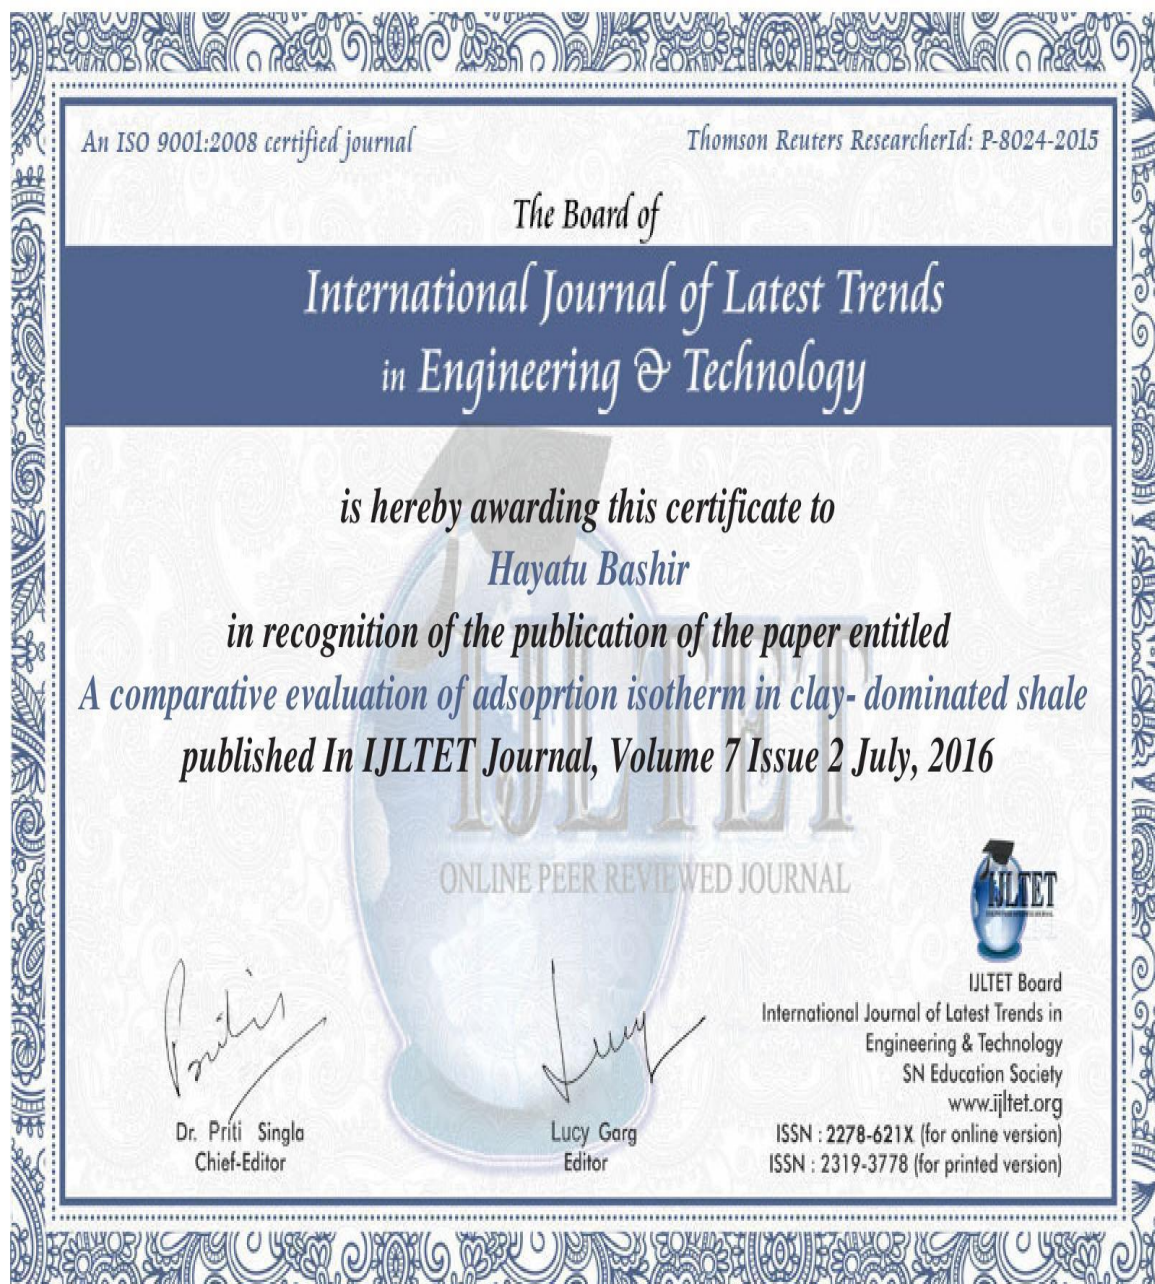 An ISO 9001:2008 certified journal
Thomson Reuters ResearcherId: P-8024-2015
The Board of
International Journal of Latest Trends
in Engineering & Technology
is hereby awarding this certificate to
Hayatu Bashir
in recognition of the publication of the paper entitled
A comparative evaluation of adsoprtion isotherm in clay- dominated shale
published In IJLTET Journal, Volume 7 Issue 2 July, 2016
IJLTET
ONLINE PEER REVIEWED JOURNAL
Priti
Dr. Priti Singla
Chief-Editor
Lucy
Lucy Garg
Editor
IJLTET
IJLTET Board
International Journal of Latest Trends in
Engineering & Technology
SN Education Society
www.ijltet.org
ISSN : 2278-621X (for online version)
ISSN : 2319-3778 (for printed version)